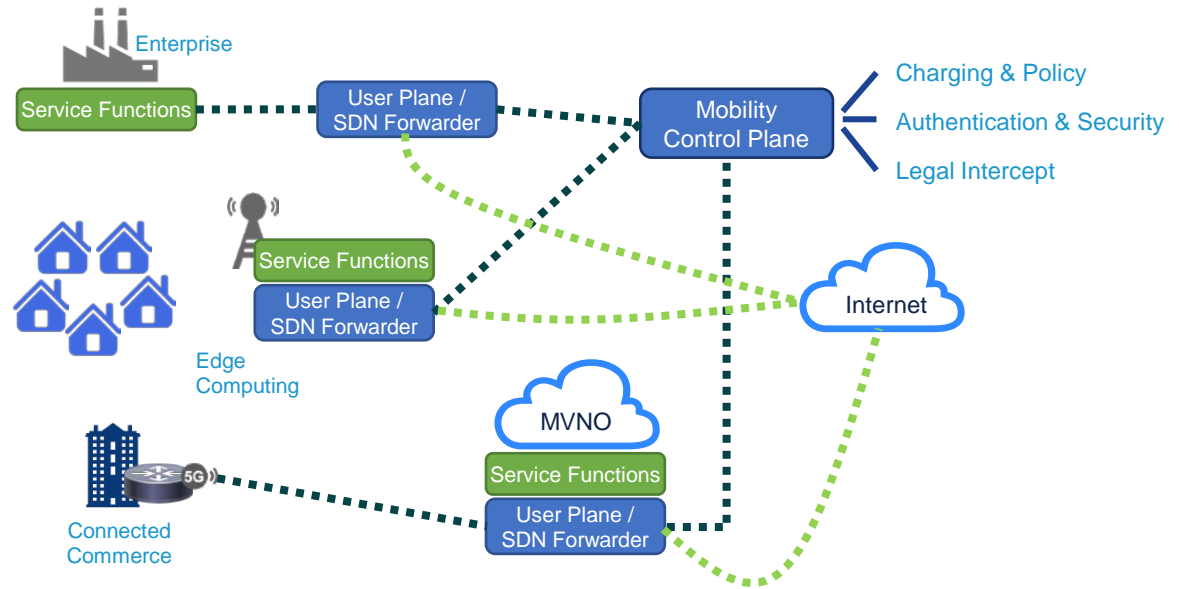 Enterprise
Service Functions
User Plane /
SDN Forwarder
Mobility
Control Plane
Charging & Policy
Authentication & Security
Legal Intercept
Service Functions
User Plane /
SDN Forwarder
Edge
Computing
Internet
MVNO
Service Functions
User Plane /
SDN Forwarder
5G
Connected
Commerce